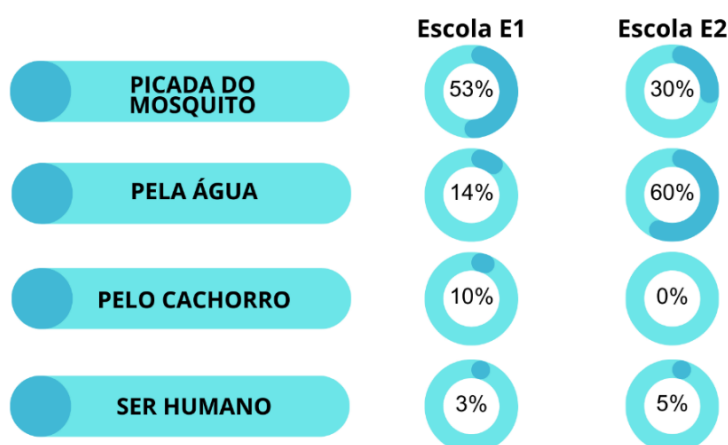 Escola E1 Escola E2
PICADA DO
MOSQUITO
53% 30%
PELA ÁGUA 14% 60%
PELO CACHORRO 10% 0%
SER HUMANO 3% 5%